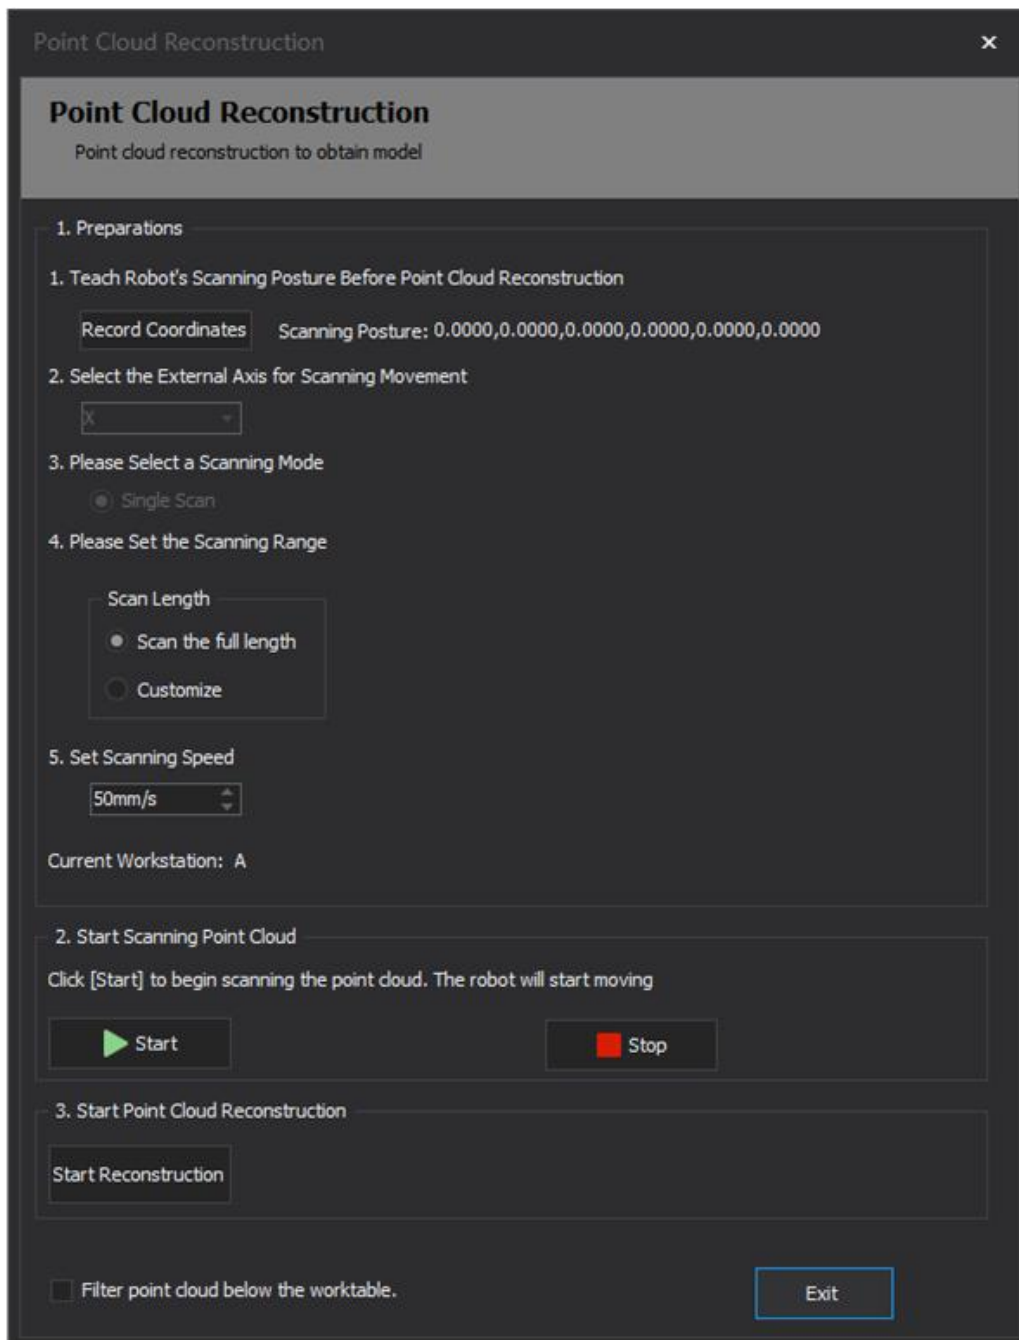 Point Cloud Reconstruction
Point Cloud Reconstruction
Point cloud reconstruction to obtain model
1. Preparations
1. Teach Robot's Scanning Posture Before Point Cloud Reconstruction
Record Coordinates Scanning Posture: 0.0000,0.0000,0.0000,0.0000,0.0000,0.0000
2. Select the External Axis for Scanning Movement
X
3. Please Select a Scanning Mode
Single Scan
4. Please Set the Scanning Range
Scan Length
Scan the full length
Customize
5. Set Scanning Speed
50mm/s
Current Workstation: A
2. Start Scanning Point Cloud
Click [Start] to begin scanning the point cloud. The robot will start moving
Start Stop
3. Start Point Cloud Reconstruction
Start Reconstruction
Filter point cloud below the worktable. Exit